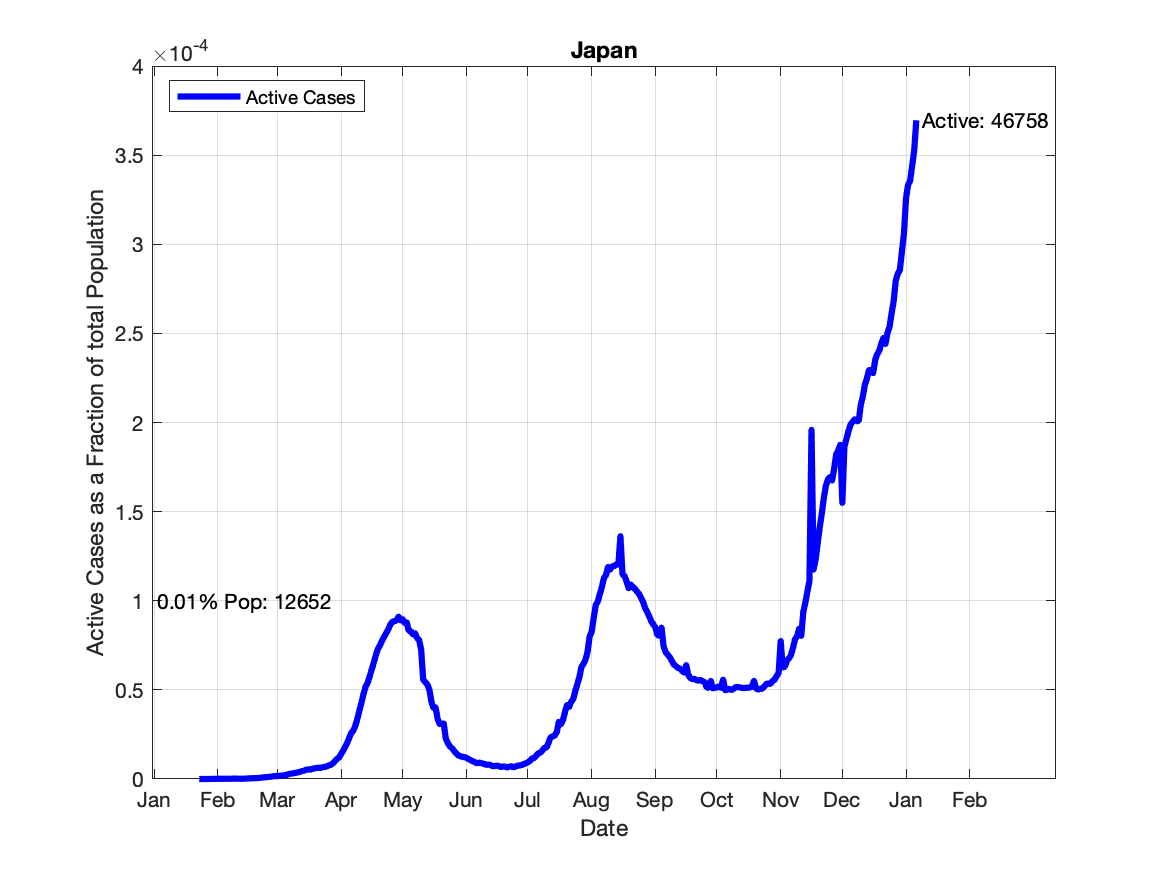 Japan
×10-4
4
3.5
3
2.5
2
1.5
1
0.5
0
Active Cases as a Fraction of total Population
Active Cases
Active: 46758
0.01% Pop: 12652
Jan Feb Mar Apr May Jun Jul Aug Sep Oct Nov Dec Jan Feb
Date